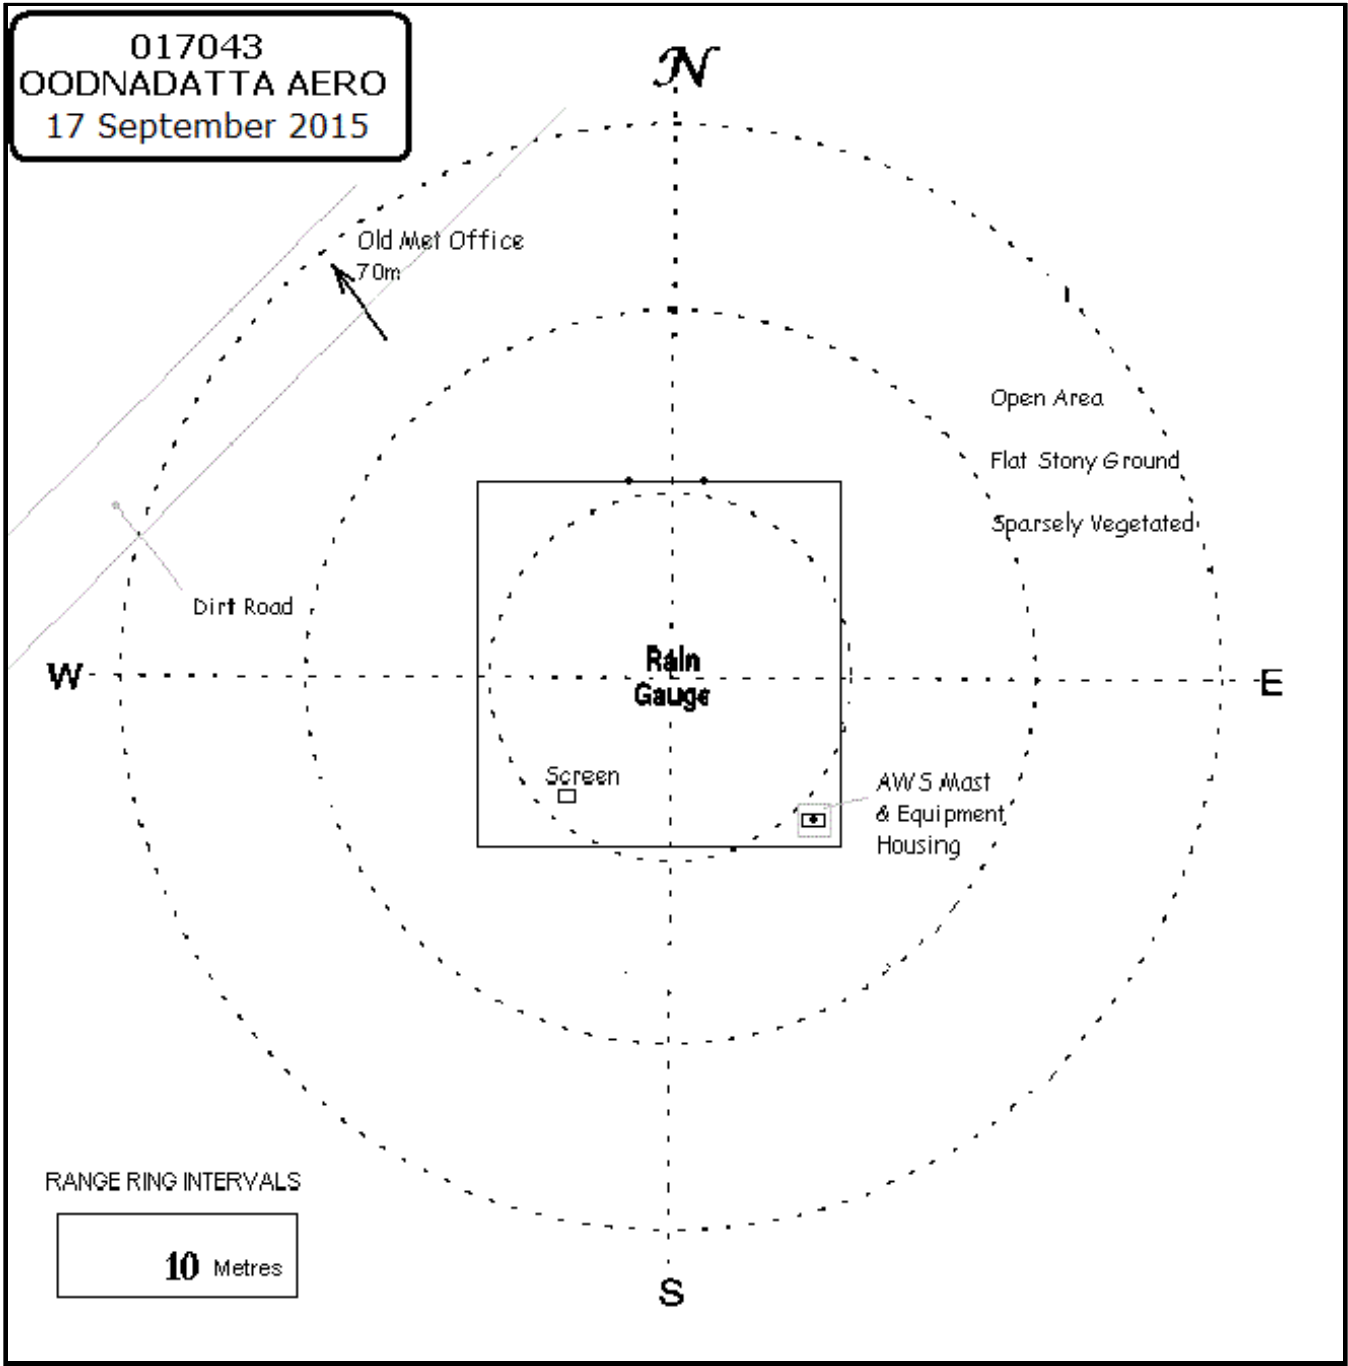 017043
OODNADATTA AERO
17 September 2015
N
Old Met Office
70m
Open Area
Flat Stony Ground
Sparsely Vegetated
Dirt Road
Rain
Gauge
W
E
Screen
AWS Mast
& Equipment
Housing
RANGE RING INTERVALS
10 Metres
S